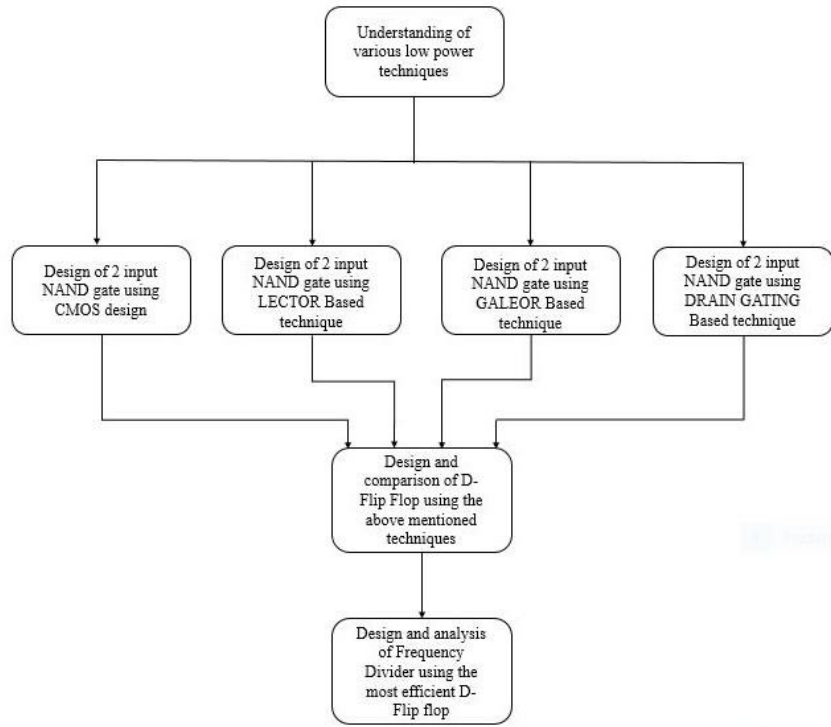 Understanding of
various low power
techniques
Design of 2 input
NAND gate using
CMOS design
Design of 2 input
NAND gate using
LECTOR Based
technique
Design of 2 input
NAND gate using
GALEOR Based
technique
Design of 2 input
NAND gate using
DRAIN GATING
Based technique
Design and
comparison of D-
Flip Flop using the
above mentioned
techniques
Design and analysis
of Frequency
Divider using the
most efficient D-
Flip flop